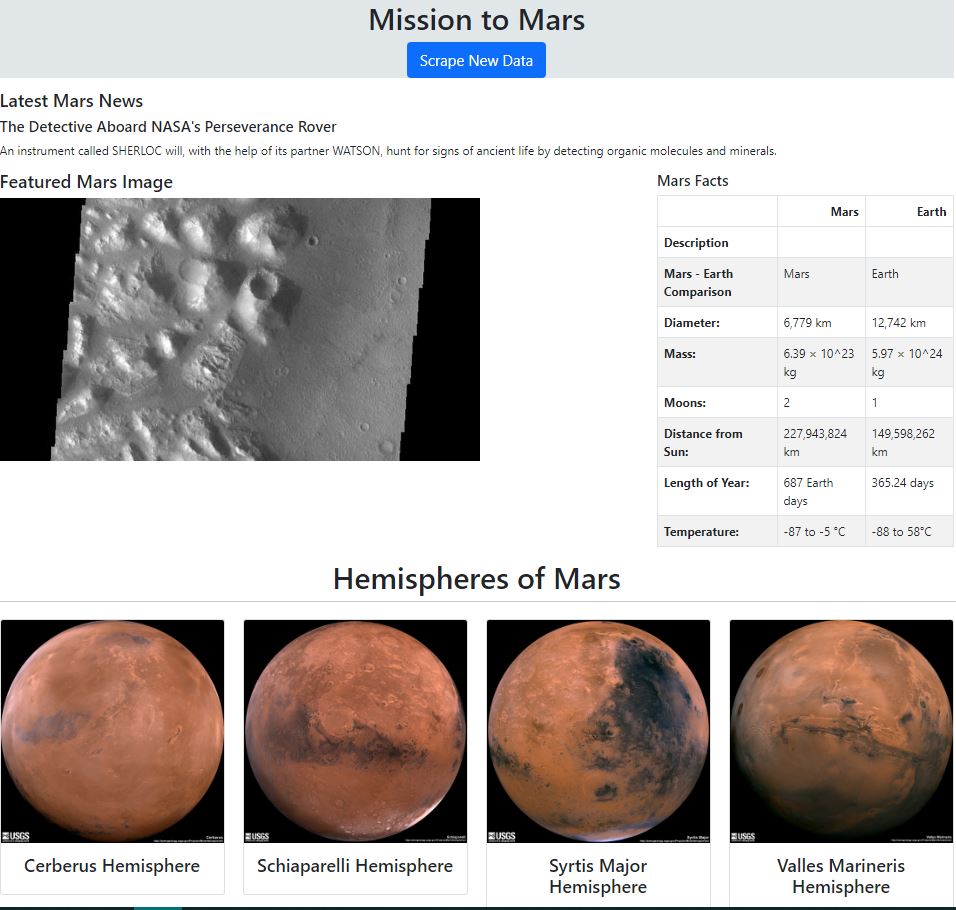 Mission to Mars
Scrape New Data
Latest Mars News
The Detective Aboard NASA's Perseverance Rover
An instrument called SHERLOC will, with the help of its partner WATSON, hunt for signs of ancient life by detecting organic molecules and minerals.
Featured Mars Image
Mars Facts
Mars Earth
Description
Mars - Earth
Comparison
Mars
Earth
Diameter: 6,779 km 12,742 km
Mass: 6.39 × 10^23
kg
5.97 × 10^24
kg
Moons: 2 1
Distance from
Sun:
227,943,824
km
149,598,262
km
Length of Year: 687 Earth
days
365.24 days
Temperature: -87 to -5 °C -88 to 58°C
Hemispheres of Mars
USGS
Cerberus
USGS
Schiaparelli
USGS
Syrtis Major
USGS
Valles Marineris
Cerberus Hemisphere
Schiaparelli Hemisphere
Syrtis Major
Hemisphere
Valles Marineris
Hemisphere